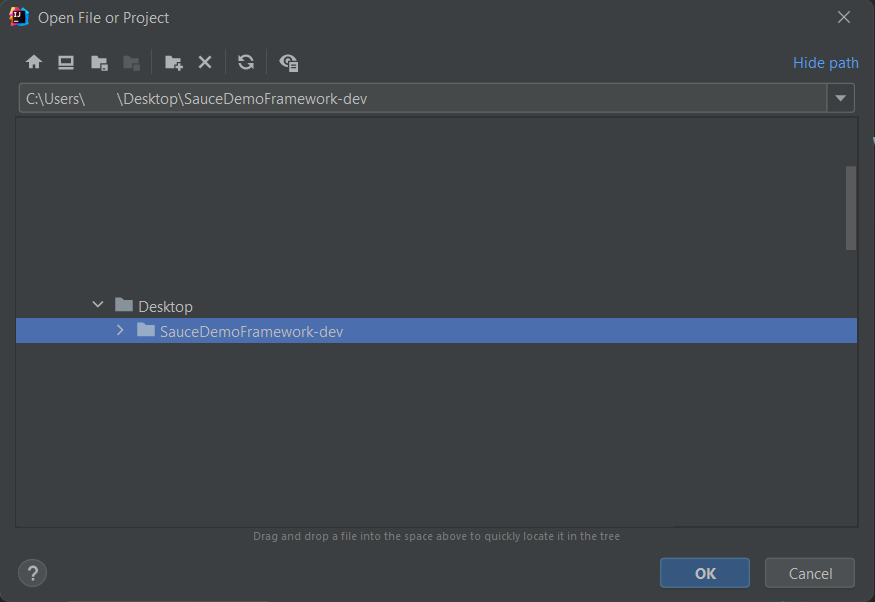 Open File or Project
Hide path
C:\Users\ \Desktop\SauceDemoFramework-dev
Desktop
SauceDemoFramework-dev
Drag and drop a file into the space above to quickly locate it in the tree
? OK Cancel